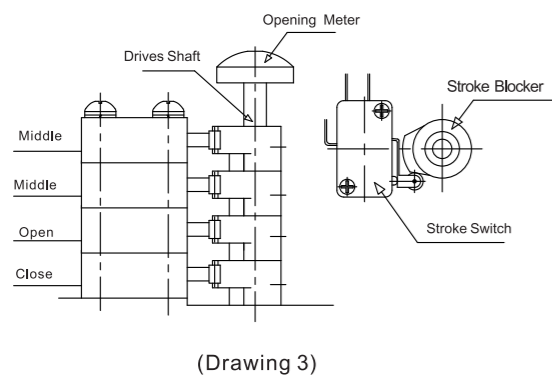 Opening Meter
Drives Shaft
Stroke Blocker
Middle
Middle
Open
Stroke Switch
Close
(Drawing 3)